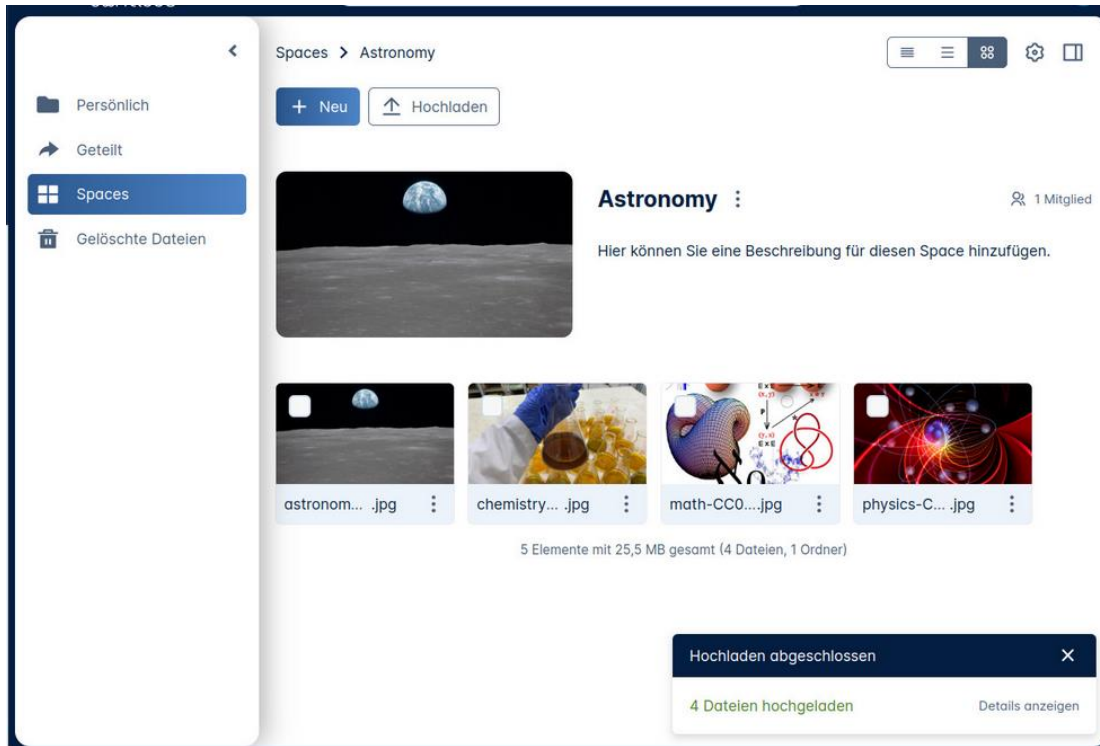 Spaces > Astronomy
Persönlich
Geteilt
Spaces
Gelöschte Dateien
+ Neu
Hochladen
Astronomy
1 Mitglied
Hier können Sie eine Beschreibung für diesen Space hinzufügen.
astronom... .jpg
chemistry... .jpg
math-CC0....jpg
physics-C... .jpg
5 Elemente mit 25,5 MB gesamt (4 Dateien, 1 Ordner)
Hochladen abgeschlossen
4 Dateien hochgeladen
Details anzeigen